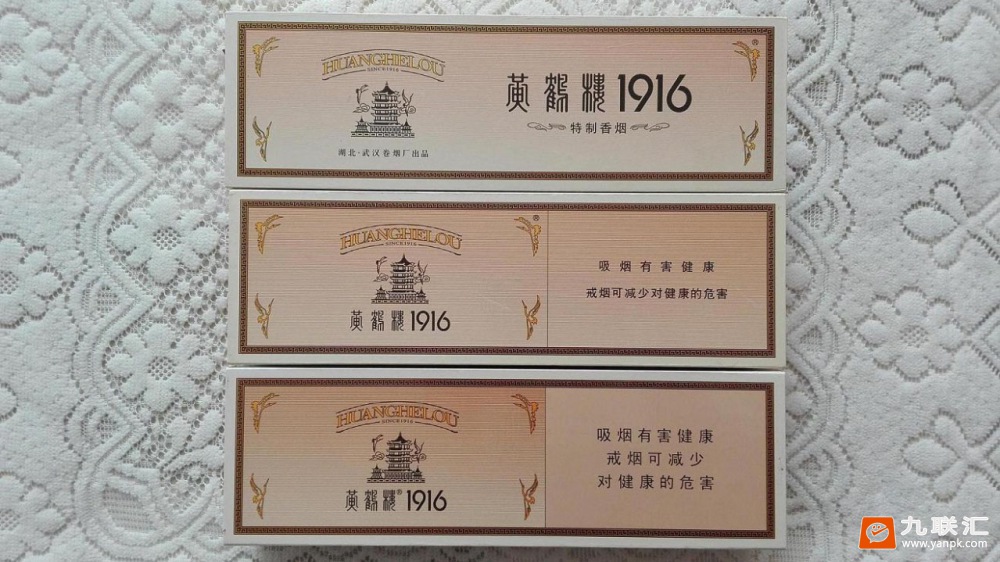 HUANGHELOU
SINCE1916
黄鹤楼1916
特制香烟
湖北·武汉卷烟厂出品
®
HUANGHELOU
SINCE1916
黄鹤楼1916
®
吸烟有害健康
戒烟可减少对健康的危害
HUANGHELOU
SINCE1916
黄鹤楼®1916
吸烟有害健康
戒烟可减少
对健康的危害
九联汇
www.yanpk.com